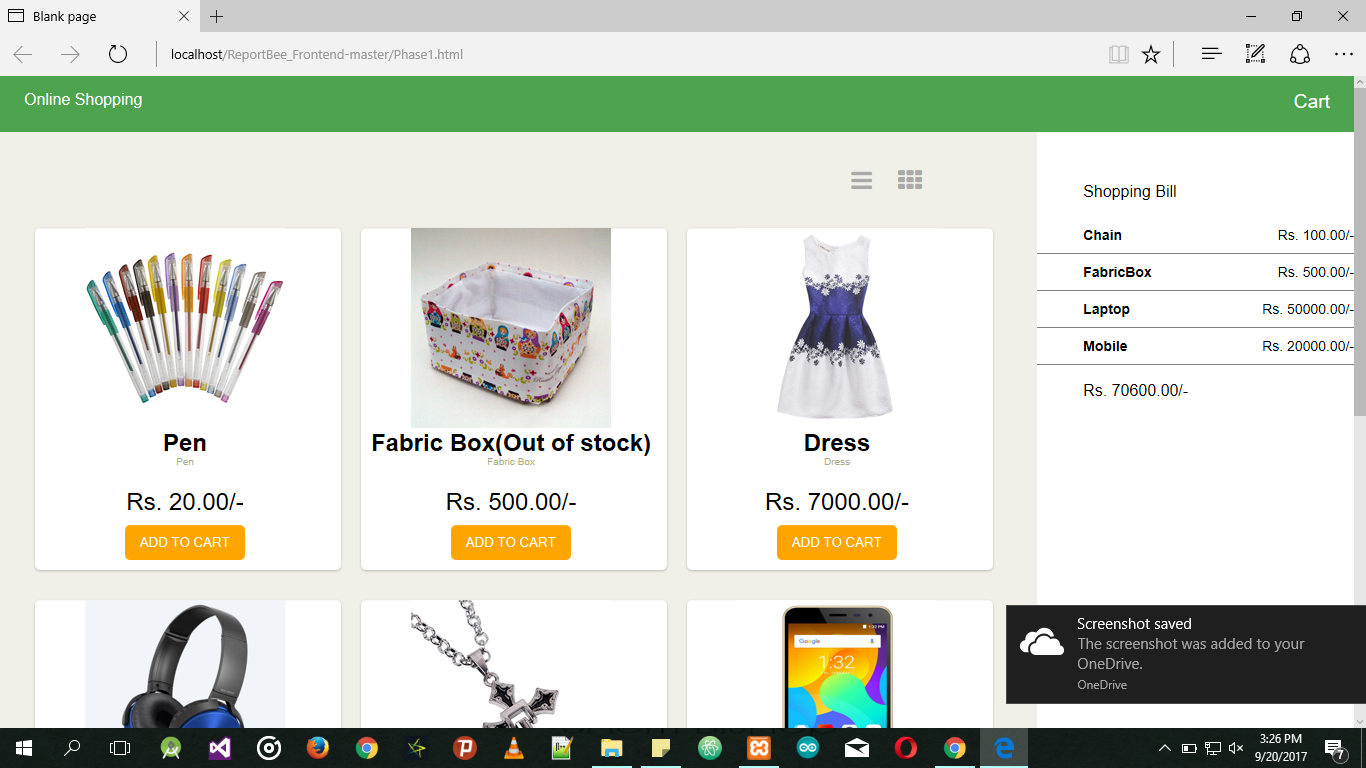 Blank page
localhost/ReportBee_Frontend-master/Phase1.html
Online Shopping
Cart
Shopping Bill
Chain Rs. 100.00/-
FabricBox Rs. 500.00/-
Laptop Rs. 50000.00/-
Mobile Rs. 20000.00/-
Rs. 70600.00/-
Pen
Pen
Rs. 20.00/-
ADD TO CART
Fabric Box(Out of stock)
Fabric Box
Rs. 500.00/-
ADD TO CART
Dress
Dress
Rs. 7000.00/-
ADD TO CART
Google
1:32
Screenshot saved
The screenshot was added to your
OneDrive.
OneDrive
3:26 PM
9/20/2017
7